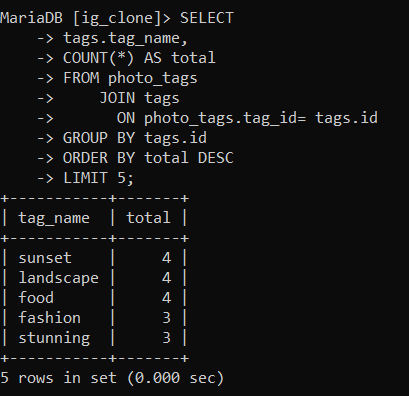 MariaDB [ig_clone]> SELECT
    -> tags.tag_name,
    -> COUNT(*) AS total
    -> FROM photo_tags
    ->     JOIN tags
    ->       ON photo_tags.tag_id= tags.id
    -> GROUP BY tags.id
    -> ORDER BY total DESC
    -> LIMIT 5;
+-----------+-------+
| tag_name  | total |
+-----------+-------+
| sunset    |     4 |
| landscape |     4 |
| food      |     4 |
| fashion   |     3 |
| stunning  |     3 |
+-----------+-------+
5 rows in set (0.000 sec)